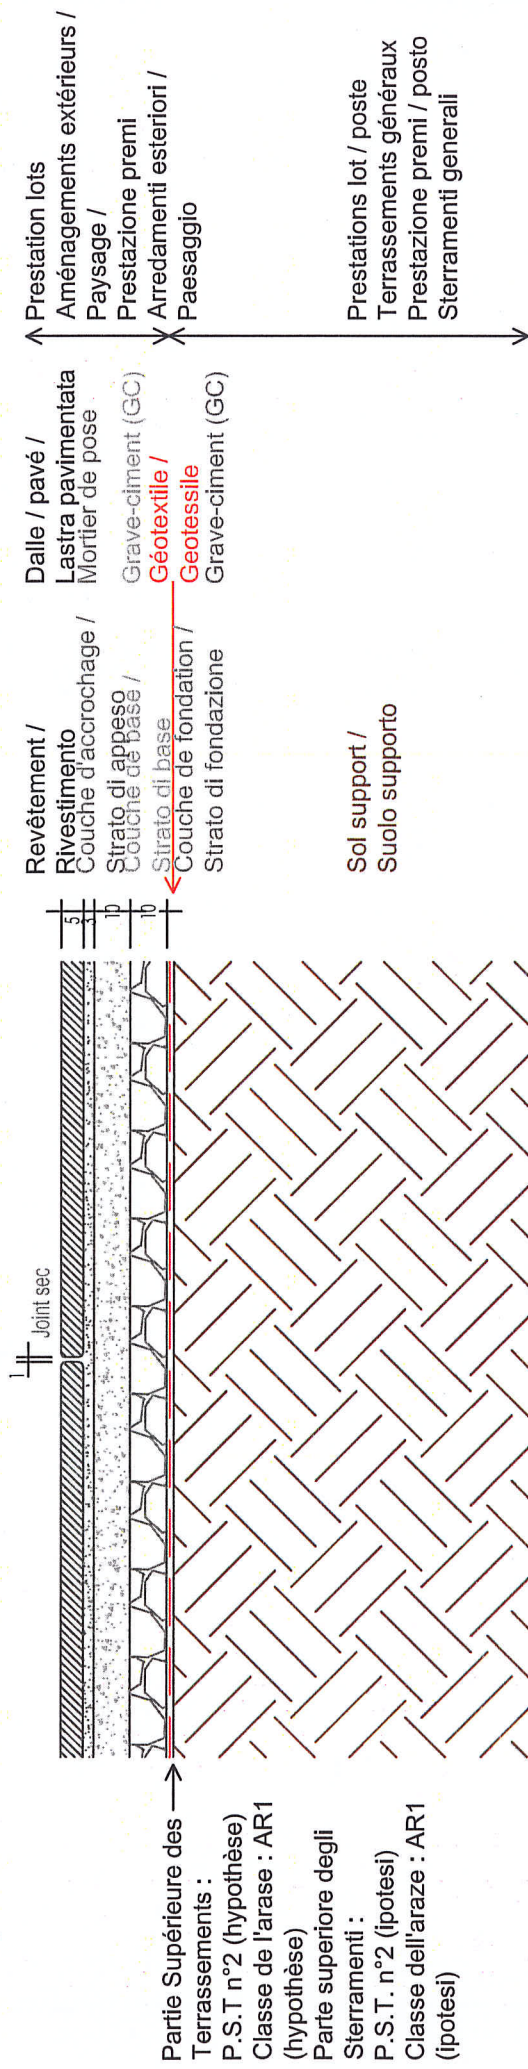 Partie Supérieure des
Terrassements :
P.S.T n°2 (hypothèse)
Classe de l'arase : AR1
(hypothèse)
Parte superiore degli
Sterramenti :
P.S.T. n°2 (ipotesi)
Classe dell'araze : AR1
(ipotesi)
1
Joint sec
5
3
10
10
Revêtement /
Rivestimento
Couche d'accrochage /
Strato di appeso
Couche de base /
Strato di base
Couche de fondation /
Strato di fondazione
Sol support /
Suolo supporto
Dalle / pavé /
Lastra pavimentata
Mortier de pose
Grave-ciment (GC)
Géotextile /
Geotessile
Grave-ciment (GC)
Prestation lots
Aménagements extérieurs /
Paysage /
Prestazione premi
Arredamenti esteriori /
Paesaggio
Prestations lot / poste
Terrassements généraux
Prestazione premi / posto
Sterramenti generali